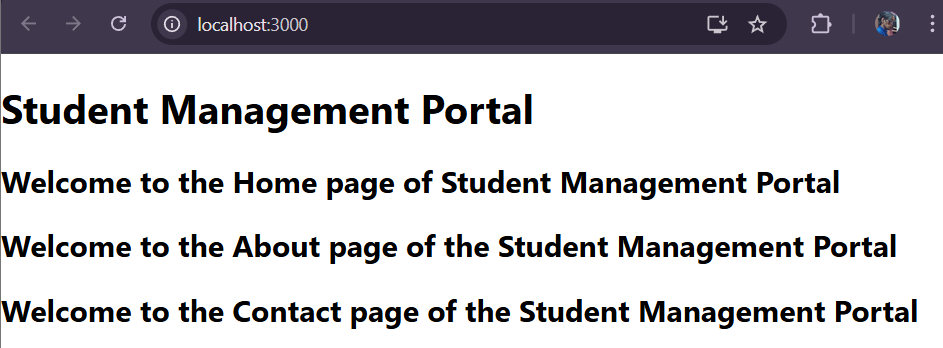 localhost:3000
Student Management Portal
Welcome to the Home page of Student Management Portal
Welcome to the About page of the Student Management Portal
Welcome to the Contact page of the Student Management Portal